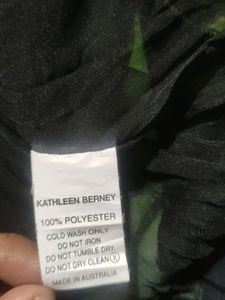 KATHLEEN BERNEY
100% POLYESTER
COLD WASH ONLY
DO NOT IRON
DO NOT TUMBLE DRY
DO NOT DRY CLEAN Ⓧ
MADE IN AUSTRALIA